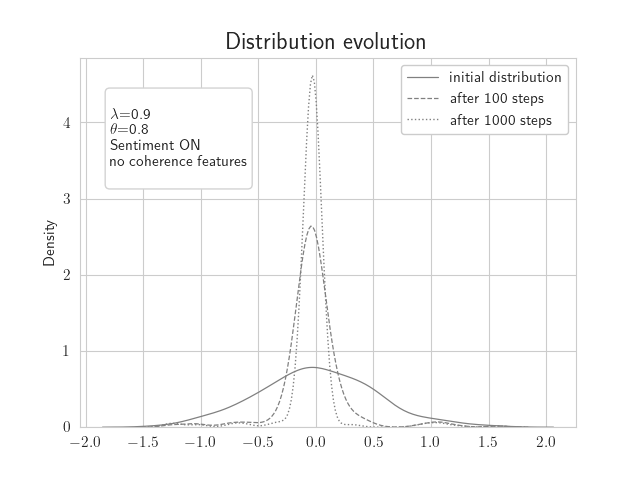 Distribution evolution
initial distribution
after 100 steps
after 1000 steps
λ=0.9
θ=0.8
Sentiment ON
no coherence features
Density
4
3
2
1
0
−2.0 −1.5 −1.0 −0.5 0.0 0.5 1.0 1.5 2.0